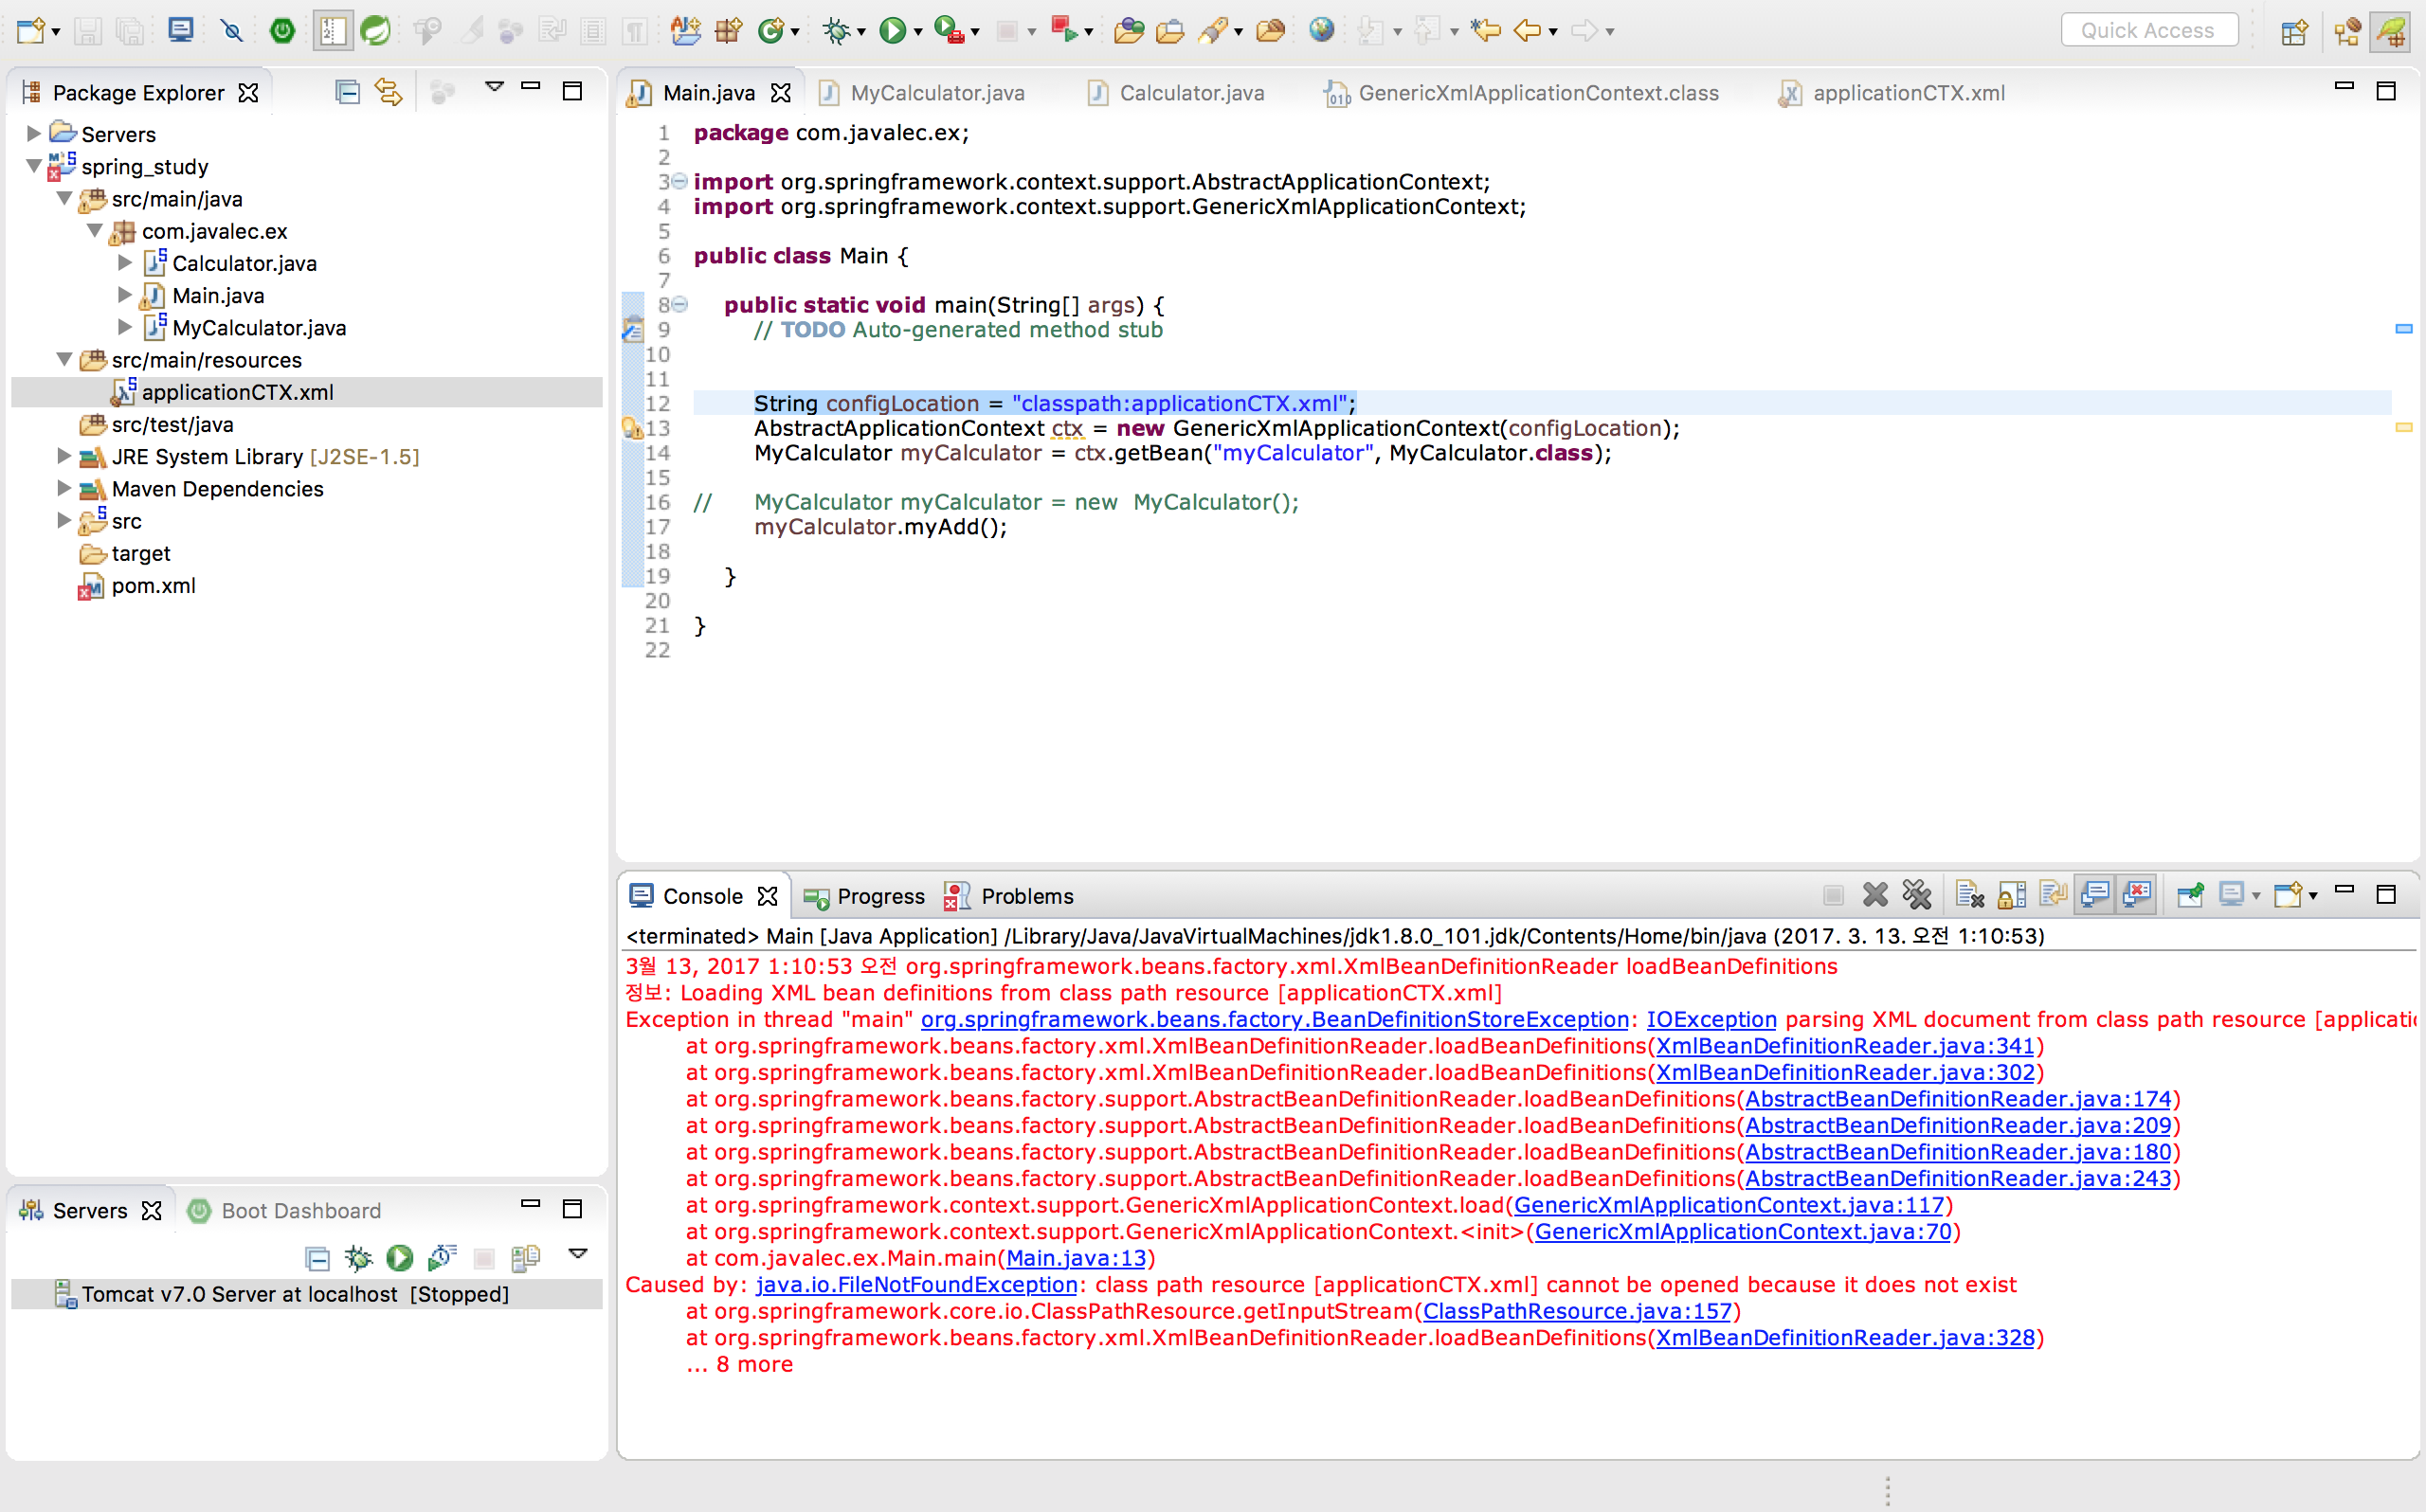 Quick Access
Package Explorer
Servers
spring_study
src/main/java
com.javalec.ex
Calculator.java
Main.java
MyCalculator.java
src/main/resources
applicationCTX.xml
src/test/java
JRE System Library [J2SE-1.5]
Maven Dependencies
src
target
pom.xml
Main.java
MyCalculator.java
Calculator.java
GenericXmlApplicationContext.class
applicationCTX.xml
1 package com.javalec.ex;
2
3 import org.springframework.context.support.AbstractApplicationContext;
4 import org.springframework.context.support.GenericXmlApplicationContext;
5
6 public class Main {
7
8 public static void main(String[] args) {
9 // TODO Auto-generated method stub
10
11
12 String configLocation = "classpath:applicationCTX.xml";
13 AbstractApplicationContext ctx = new GenericXmlApplicationContext(configLocation);
14 MyCalculator myCalculator = ctx.getBean("myCalculator", MyCalculator.class);
15
16 // MyCalculator myCalculator = new  MyCalculator();
17 myCalculator.myAdd();
18
19 }
20
21 }
22
Console
Progress
Problems
<terminated> Main [Java Application] /Library/Java/JavaVirtualMachines/jdk1.8.0_101.jdk/Contents/Home/bin/java (2017. 3. 13. 오전 1:10:53)
3월 13, 2017 1:10:53 오전 org.springframework.beans.factory.xml.XmlBeanDefinitionReader loadBeanDefinitions
정보: Loading XML bean definitions from class path resource [applicationCTX.xml]
Exception in thread "main" org.springframework.beans.factory.BeanDefinitionStoreException: IOException parsing XML document from class path resource [applicati
at org.springframework.beans.factory.xml.XmlBeanDefinitionReader.loadBeanDefinitions(XmlBeanDefinitionReader.java:341)
at org.springframework.beans.factory.xml.XmlBeanDefinitionReader.loadBeanDefinitions(XmlBeanDefinitionReader.java:302)
at org.springframework.beans.factory.support.AbstractBeanDefinitionReader.loadBeanDefinitions(AbstractBeanDefinitionReader.java:174)
at org.springframework.beans.factory.support.AbstractBeanDefinitionReader.loadBeanDefinitions(AbstractBeanDefinitionReader.java:209)
at org.springframework.beans.factory.support.AbstractBeanDefinitionReader.loadBeanDefinitions(AbstractBeanDefinitionReader.java:180)
at org.springframework.beans.factory.support.AbstractBeanDefinitionReader.loadBeanDefinitions(AbstractBeanDefinitionReader.java:243)
at org.springframework.context.support.GenericXmlApplicationContext.load(GenericXmlApplicationContext.java:117)
at org.springframework.context.support.GenericXmlApplicationContext.<init>(GenericXmlApplicationContext.java:70)
at com.javalec.ex.Main.main(Main.java:13)
Caused by: java.io.FileNotFoundException: class path resource [applicationCTX.xml] cannot be opened because it does not exist
at org.springframework.core.io.ClassPathResource.getInputStream(ClassPathResource.java:157)
at org.springframework.beans.factory.xml.XmlBeanDefinitionReader.loadBeanDefinitions(XmlBeanDefinitionReader.java:328)
... 8 more
Servers
Boot Dashboard
Tomcat v7.0 Server at localhost  [Stopped]